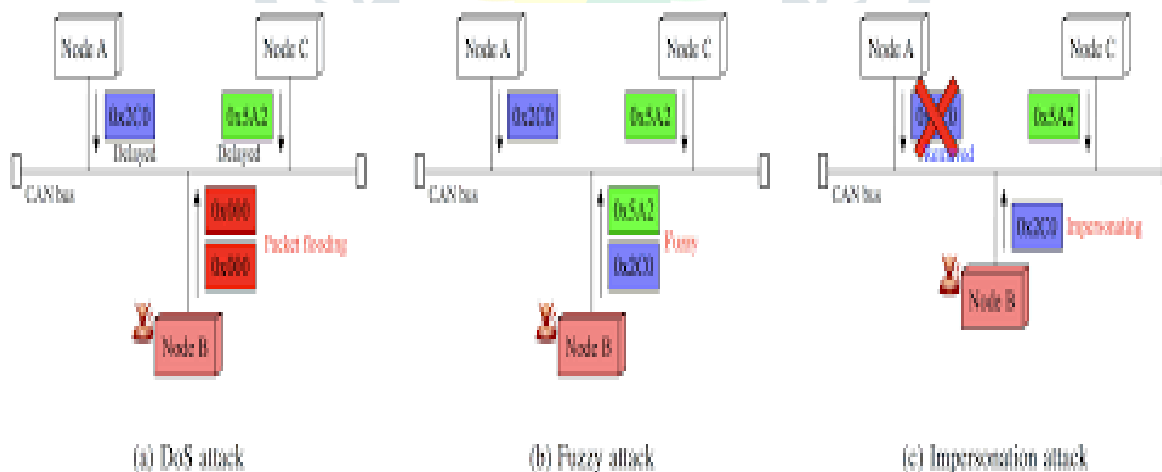 Node A
Node C
0x2C0
0x5A2
Delayed
Delayed
CAN bus
0x000
Packet flooding
0x000
Node B
(a) DoS attack
Node A
Node C
0x2C0
0x5A2
CAN bus
0x5A2
Fuzzy
0x2C0
Node B
(b) Fuzzy attack
Node A
Node C
0x5A2
CAN bus
0x2C0
Impersonating
Node B
(c) Impersonation attack